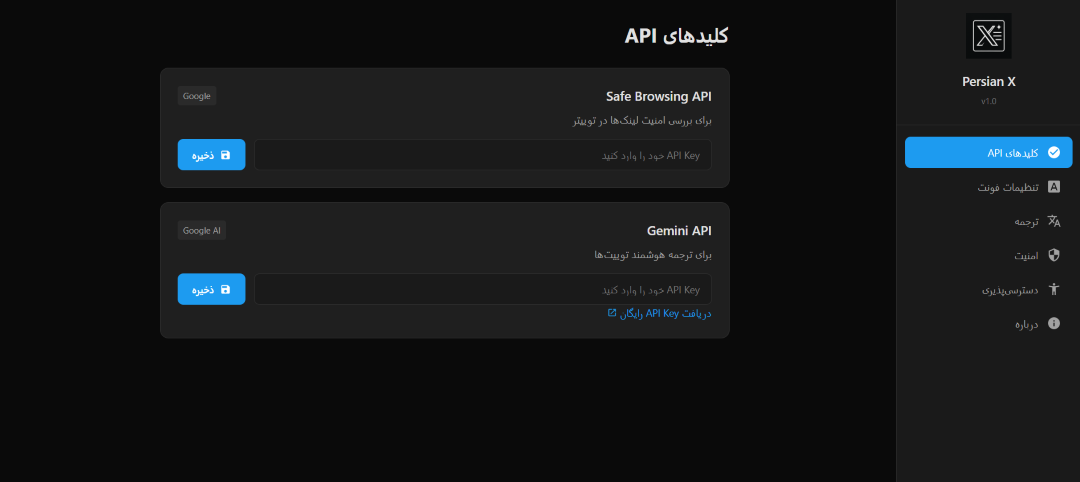 Persian X
v1.0
کلیدهای API
تنظیمات فونت
ترجمه
امنیت
دسترسی‌پذیری
درباره
کلیدهای API
Safe Browsing API
Google
برای بررسی امنیت لینک‌ها در توییتر
API Key خود را وارد کنید
ذخیره
Gemini API
Google AI
برای ترجمه هوشمند توییت‌ها
API Key خود را وارد کنید
ذخیره
دریافت API Key رایگان